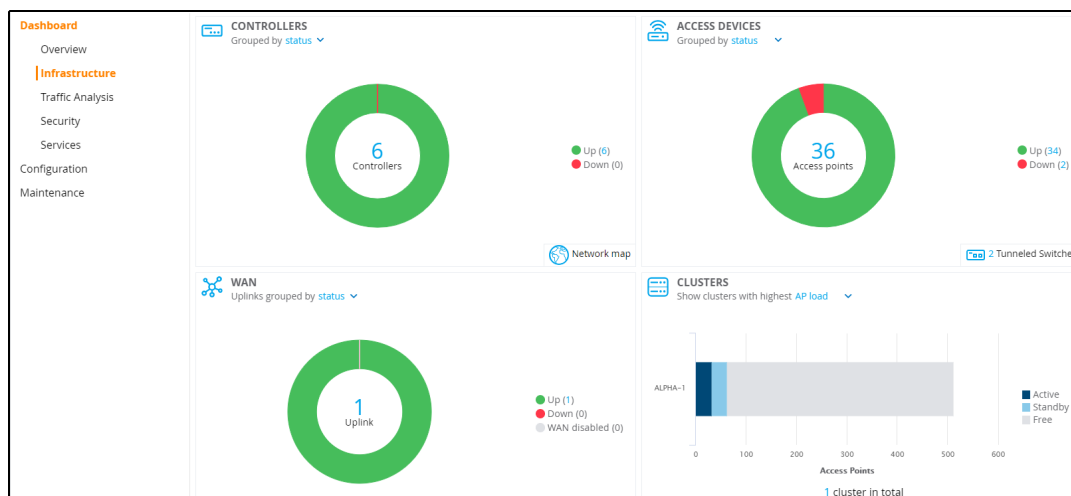 Dashboard
Overview
Infrastructure
Traffic Analysis
Security
Services
Configuration
Maintenance
CONTROLLERS
Grouped by status
6
Controllers
Up (6)
Down (0)
Network map
ACCESS DEVICES
Grouped by status
36
Access points
Up (34)
Down (2)
2 Tunneled Switche
WAN
Uplinks grouped by status
1
Uplink
Up (1)
Down (0)
WAN disabled (0)
CLUSTERS
Show clusters with highest AP load
ALPHA-1
Active
Standby
Free
0 100 200 300 400 500 600
Access Points
1 cluster in total